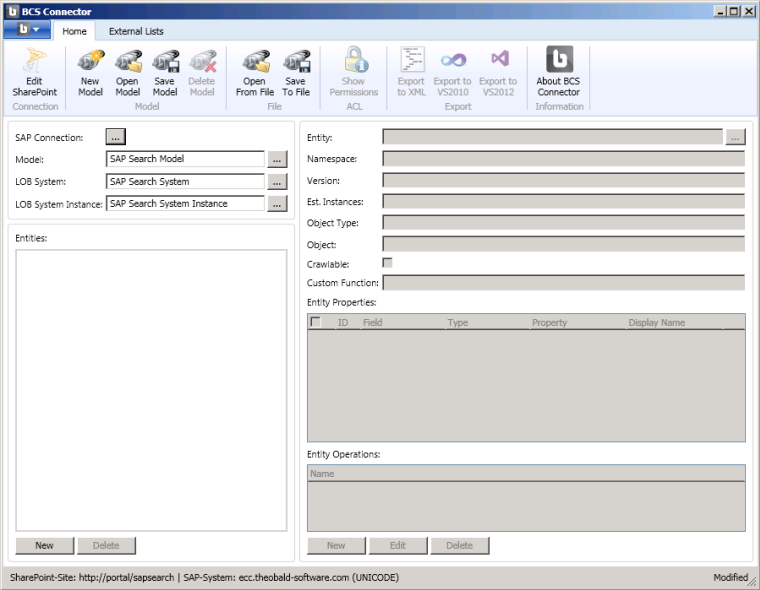 BCS Connector
Home External Lists
Edit SharePoint
New Model
Open Model
Save Model
Delete Model
Open From File
Save To File
Show Permissions
Export to XML
Export to VS2010
Export to VS2012
About BCS Connector
Connection Model File ACL Export Information
SAP Connection: ...
Model: SAP Search Model ...
LOB System: SAP Search System ...
LOB System Instance: SAP Search System Instance ...
Entities:
New Delete
Entity: ...
Namespace:
Version:
Est. Instances:
Object Type:
Object:
Crawlable:
Custom Function:
Entity Properties:
ID Field Type Property Display Name
Entity Operations:
Name
New Edit Delete
SharePoint-Site: http://portal/sapsearch | SAP-System: ecc.theobald-software.com (UNICODE) Modified